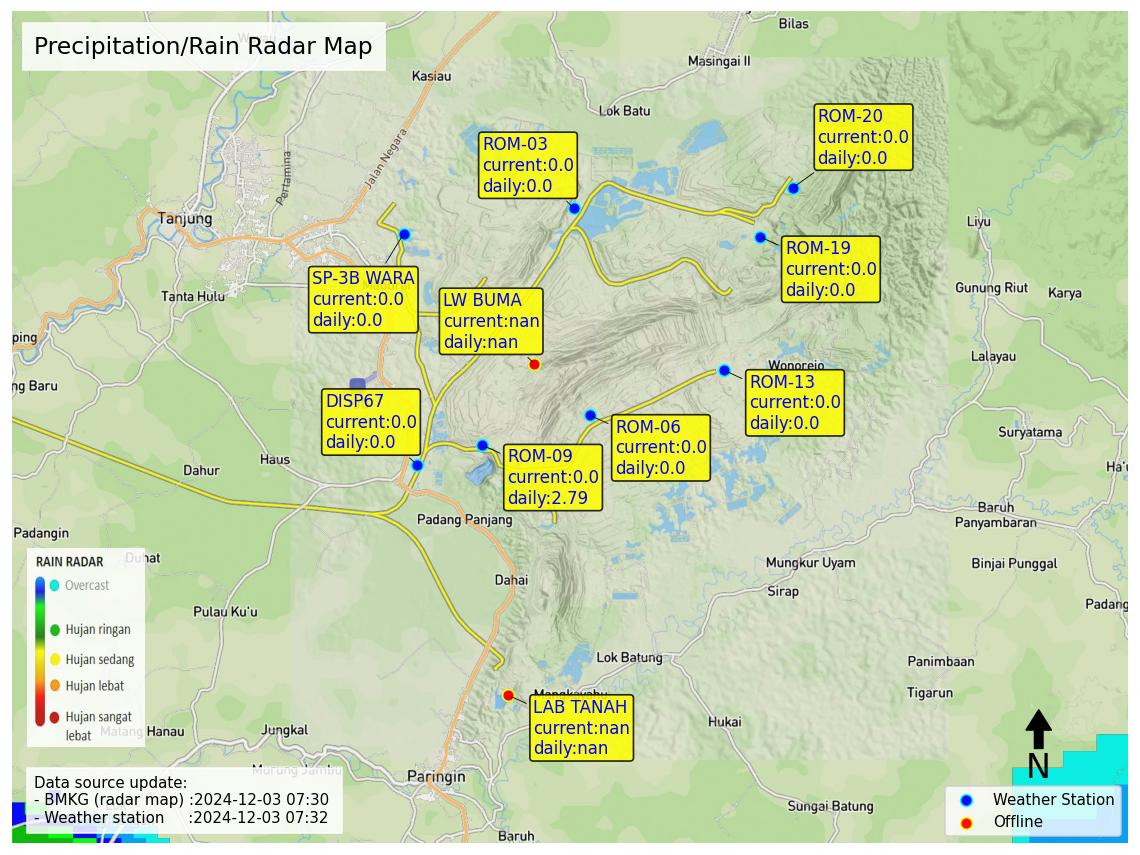 Precipitation/Rain Radar Map
Bilas
Masingai II
Kasiau
Lok Batu
Jalan Negara
Pertamina
Tanjung
Tanta Hulu
ROM-03
current:0.0
daily:0.0
ROM-20
current:0.0
daily:0.0
ROM-19
current:0.0
daily:0.0
SP-3B WARA
current:0.0
daily:0.0
LW BUMA
current:nan
daily:nan
Liyu
Gunung Riut
Karya
Lalayau
Wonorejo
ROM-13
current:0.0
daily:0.0
DISP67
current:0.0
daily:0.0
ROM-06
current:0.0
daily:0.0
ROM-09
current:0.0
daily:2.79
ping
ng Baru
Suryatama
Ha'u
Haus
Dahur
Padang Panjang
Baruh
Panyambaran
Padangin
Duhat
Dahai
Mungkur Uyam
Binjai Punggal
Sirap
Padang
Pulau Ku'u
RAIN RADAR
Overcast
Hujan ringan
Hujan sedang
Hujan lebat
Hujan sangat
lebat
Lok Batung
Panimbaan
Tigarun
Mangkayahu
LAB TANAH
current:nan
daily:nan
Matang Hanau
Jungkal
Hukai
Murung Jambu
Paringin
Sungai Batung
Baruh
N
Data source update:
- BMKG (radar map) :2024-12-03 07:30
- Weather station :2024-12-03 07:32
Weather Station
Offline